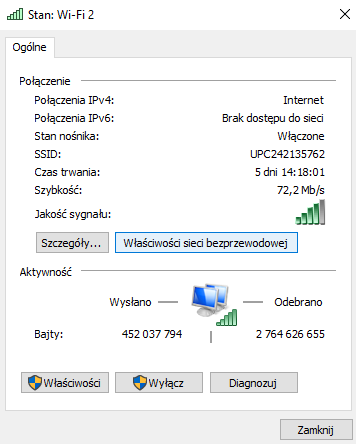 Stan: Wi-Fi 2
Ogólne
Połączenie
Połączenia IPv4: Internet
Połączenia IPv6: Brak dostępu do sieci
Stan nośnika: Włączone
SSID: UPC242135762
Czas trwania: 5 dni 14:18:01
Szybkość: 72,2 Mb/s
Jakość sygnału:
Szczegóły... Właściwości sieci bezprzewodowej
Aktywność
Wysłano Odebrano
Bajty: 452 037 794 2 764 626 655
Właściwości Wyłącz Diagnozuj
Zamknij